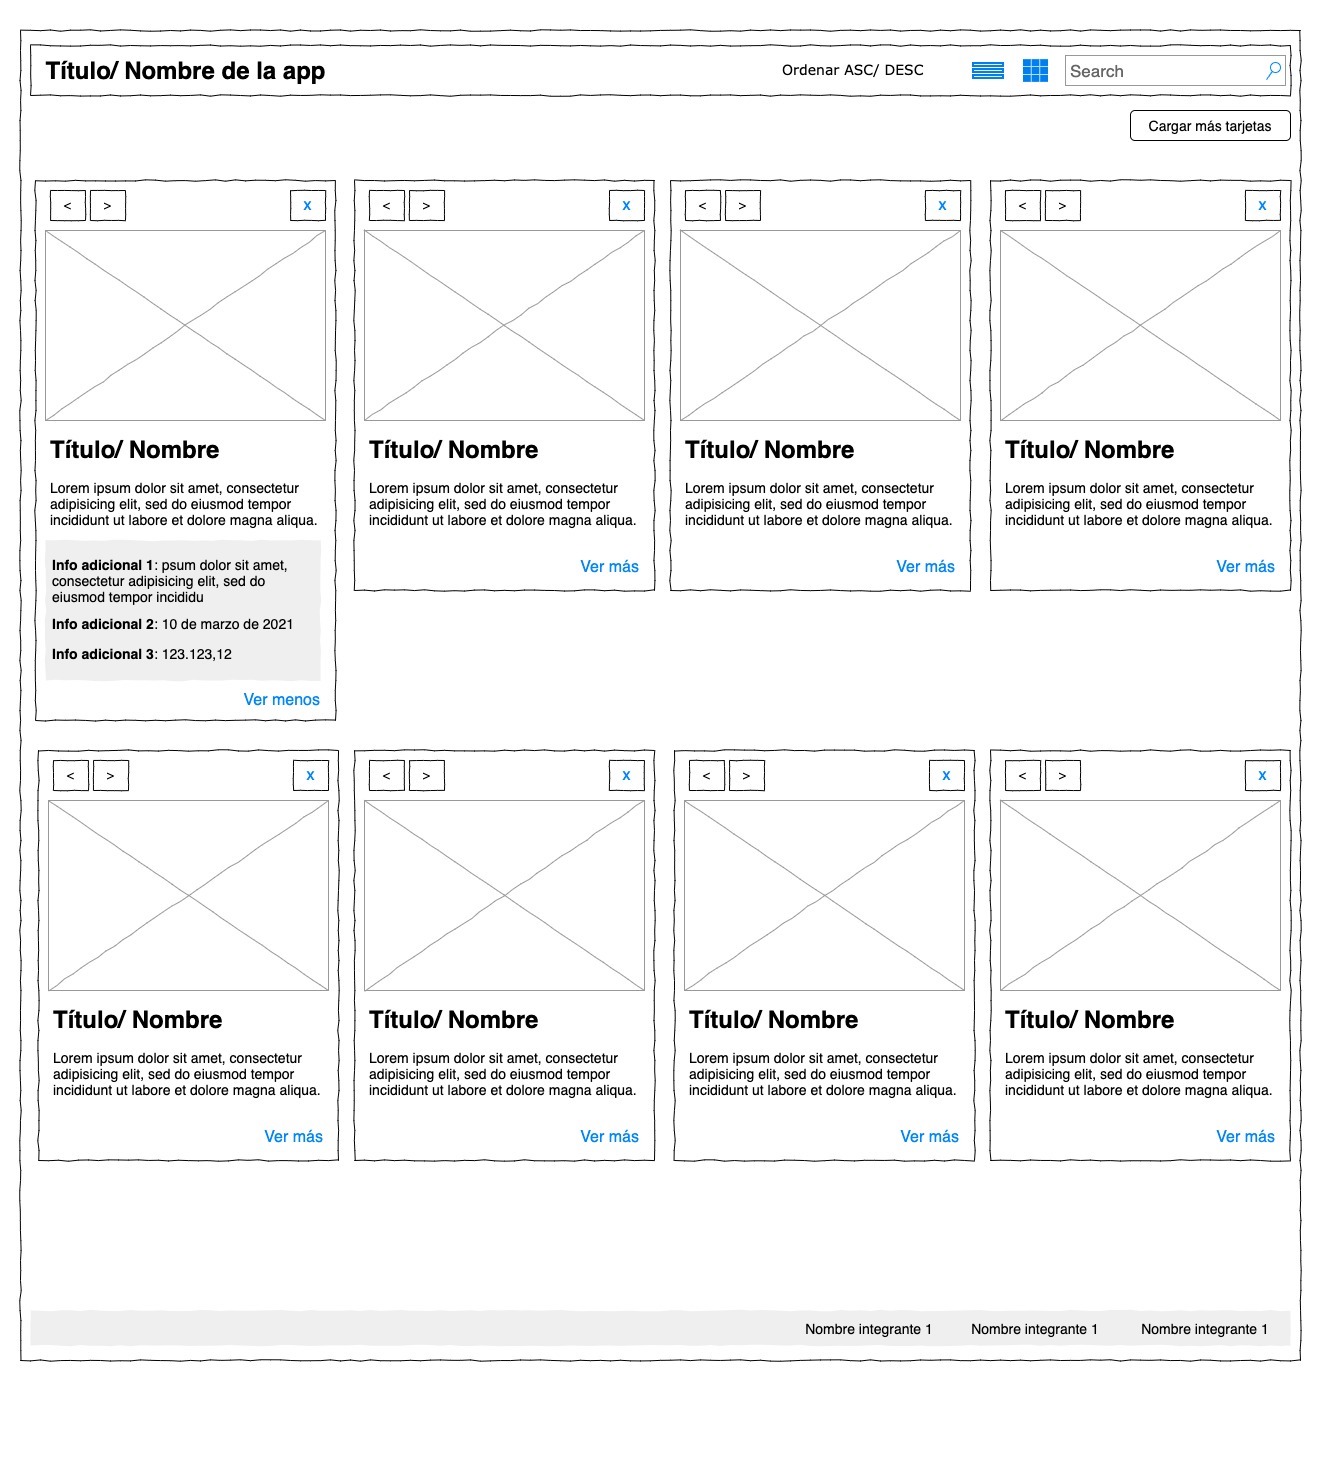 Título/ Nombre de la app
Ordenar ASC/ DESC
Search
Cargar más tarjetas
< >
x
Título/ Nombre
Lorem ipsum dolor sit amet, consectetur
adipisicing elit, sed do eiusmod tempor
incididunt ut labore et dolore magna aliqua.
Info adicional 1: psum dolor sit amet,
consectetur adipisicing elit, sed do
eiusmod tempor incididu
Info adicional 2: 10 de marzo de 2021
Info adicional 3: 123.123,12
Ver menos
< >
x
Título/ Nombre
Lorem ipsum dolor sit amet, consectetur
adipisicing elit, sed do eiusmod tempor
incididunt ut labore et dolore magna aliqua.
Ver más
< >
x
Título/ Nombre
Lorem ipsum dolor sit amet, consectetur
adipisicing elit, sed do eiusmod tempor
incididunt ut labore et dolore magna aliqua.
Ver más
< >
x
Título/ Nombre
Lorem ipsum dolor sit amet, consectetur
adipisicing elit, sed do eiusmod tempor
incididunt ut labore et dolore magna aliqua.
Ver más
< >
x
Título/ Nombre
Lorem ipsum dolor sit amet, consectetur
adipisicing elit, sed do eiusmod tempor
incididunt ut labore et dolore magna aliqua.
Ver más
< >
x
Título/ Nombre
Lorem ipsum dolor sit amet, consectetur
adipisicing elit, sed do eiusmod tempor
incididunt ut labore et dolore magna aliqua.
Ver más
< >
x
Título/ Nombre
Lorem ipsum dolor sit amet, consectetur
adipisicing elit, sed do eiusmod tempor
incididunt ut labore et dolore magna aliqua.
Ver más
< >
x
Título/ Nombre
Lorem ipsum dolor sit amet, consectetur
adipisicing elit, sed do eiusmod tempor
incididunt ut labore et dolore magna aliqua.
Ver más
Nombre integrante 1
Nombre integrante 1
Nombre integrante 1